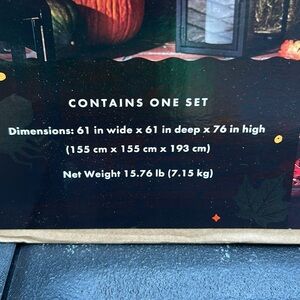 CONTAINS ONE SET
Dimensions: 61 in wide x 61 in deep x 76 in high
(155 cm x 155 cm x 193 cm)
Net Weight 15.76 lb (7.15 kg)